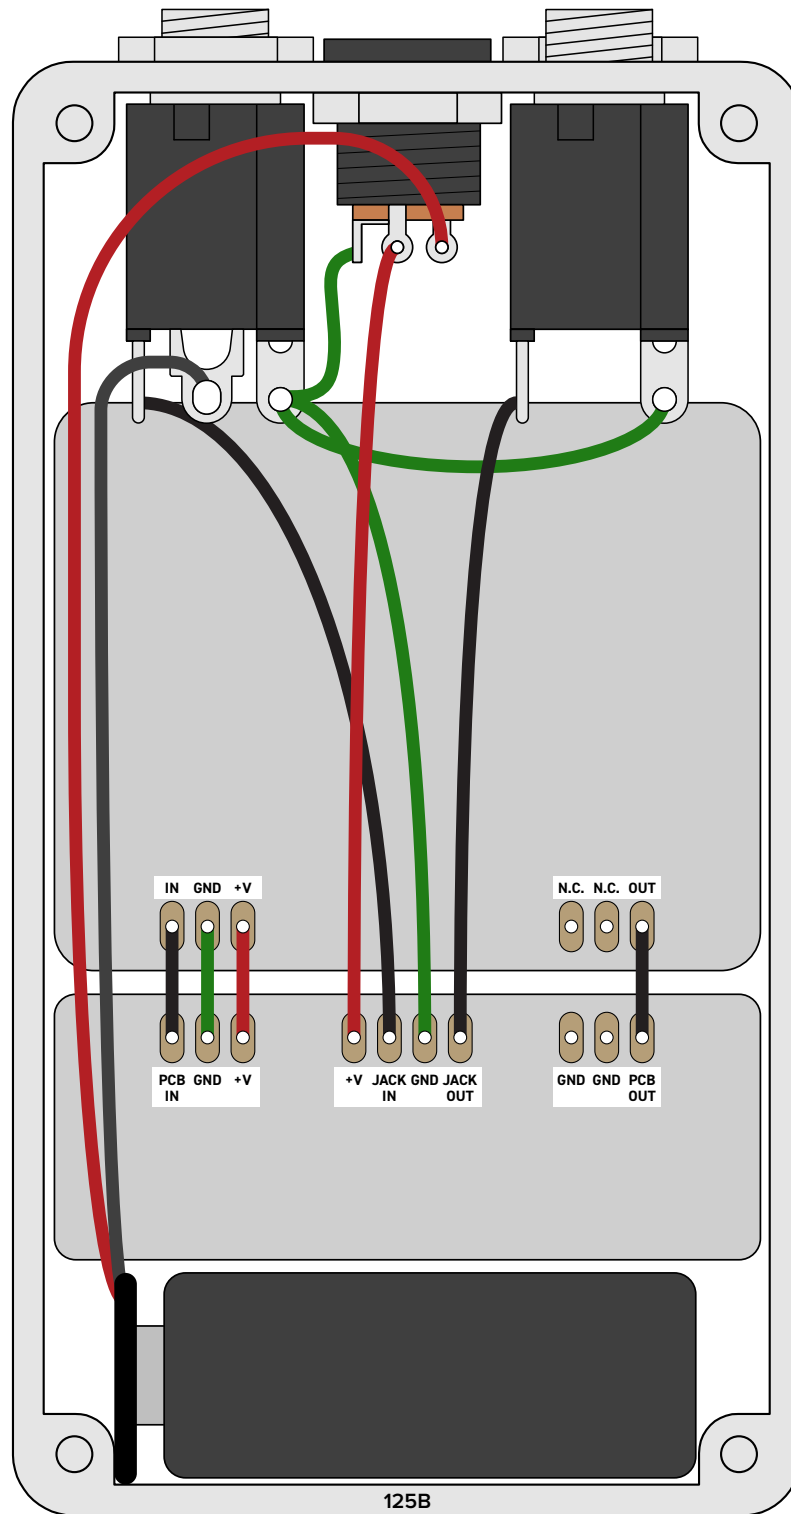 IN GND +V
N.C. N.C. OUT
PCB IN GND +V
+V JACK IN GND JACK OUT
GND GND PCB OUT
125B